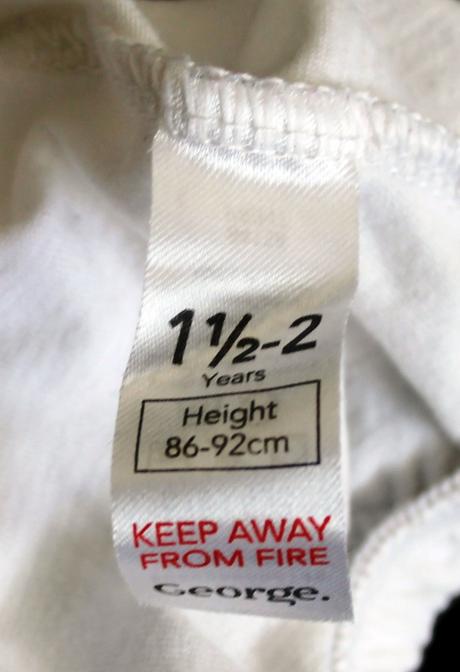 1½-2
Years
Height
86-92cm
KEEP AWAY
FROM FIRE
George.